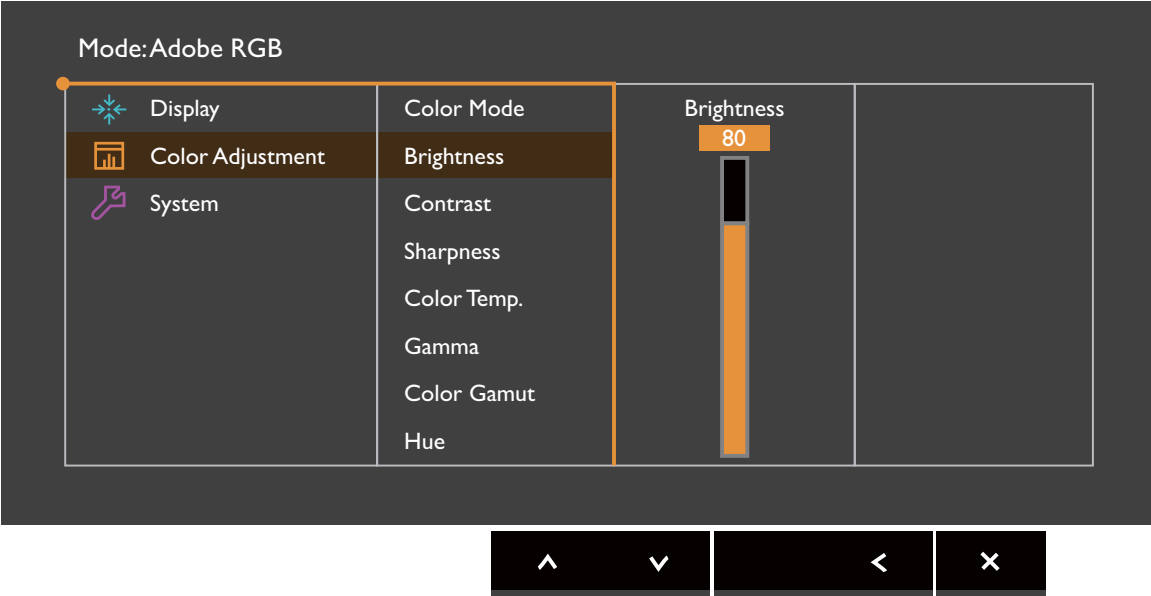 Mode: Adobe RGB
Display
Color Adjustment
System
Color Mode
Brightness
Contrast
Sharpness
Color Temp.
Gamma
Color Gamut
Hue
Brightness
80